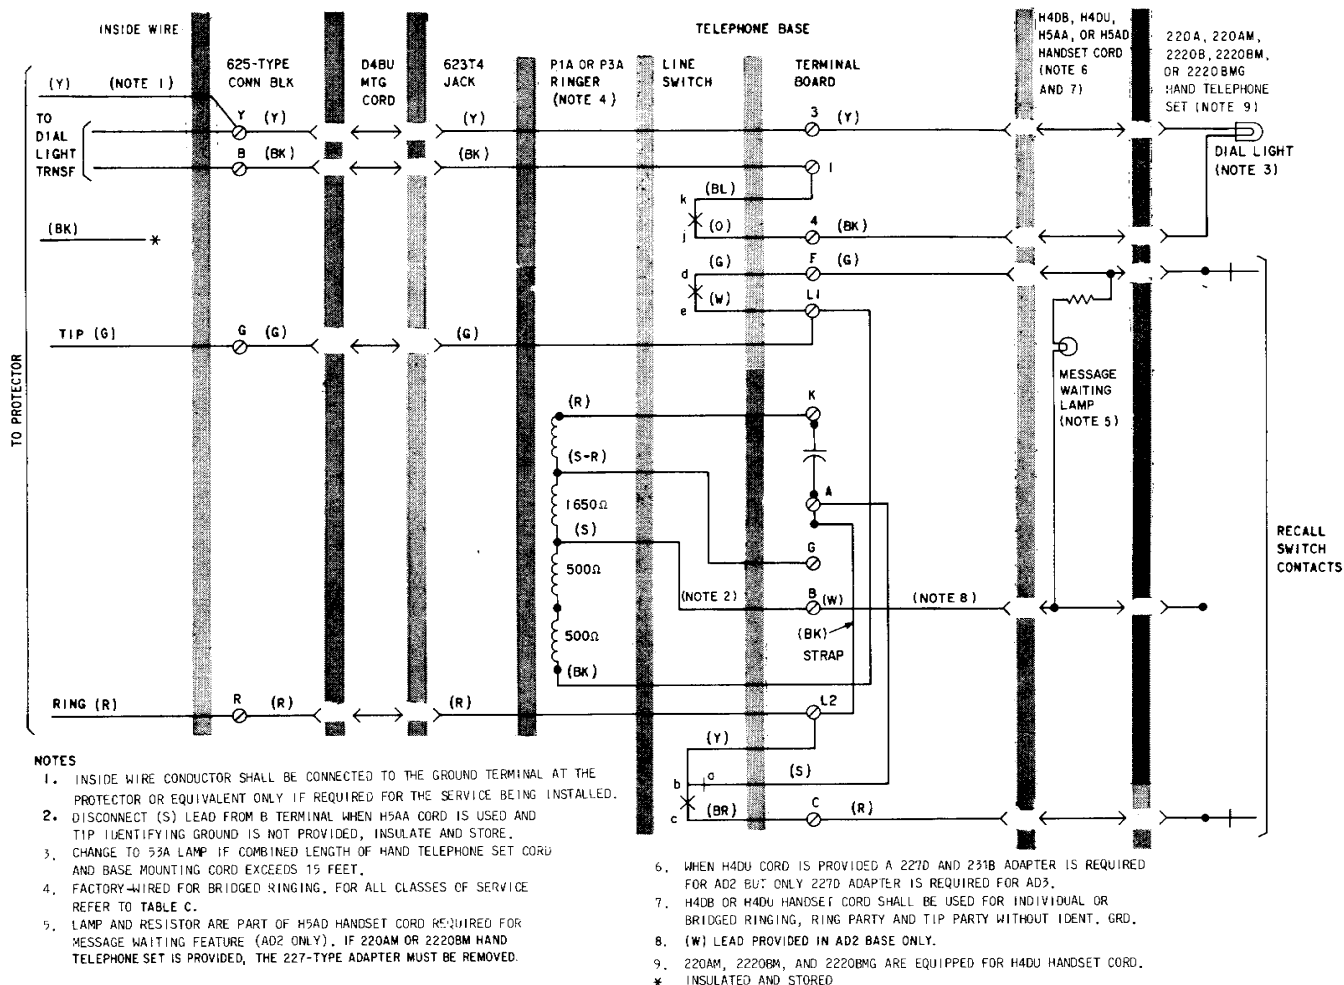 INSIDE WIRE
TELEPHONE BASE
625-TYPE
CONN BLK
D4BU
MTG
CORD
623T4
JACK
P1A OR P3A
RINGER
(NOTE 4)
LINE
SWITCH
TERMINAL
BOARD
H4DB, H4DU,
H5AA, OR H5AD
HANDSET CORD
(NOTE 6
AND 7)
220A, 220AM,
2220B, 2220BM,
OR 2220BMG
HAND TELEPHONE
SET (NOTE 9)
(Y) (NOTE 1)
TO
DIAL
LIGHT
TRNSF
Y (Y) (Y) 3 (Y)
B (BK) (BK) 1
DIAL LIGHT
(NOTE 3)
k (BL)
(BK) *
j (O) 4 (BK)
d (G) F (G)
e (W) L1
TIP (G) G (G) (G)
MESSAGE
WAITING
LAMP
(NOTE 5)
TO PROTECTOR
(R) K
(S-R)
1650Ω A
(S)
G
500Ω
(NOTE 2) B (W) (NOTE 8)
500Ω
(BK)
STRAP
(BK)
RECALL
SWITCH
CONTACTS
RING (R) R (R) (R) L2
(Y)
b a (S)
c (BR) C (R)
NOTES
1. INSIDE WIRE CONDUCTOR SHALL BE CONNECTED TO THE GROUND TERMINAL AT THE
PROTECTOR OR EQUIVALENT ONLY IF REQUIRED FOR THE SERVICE BEING INSTALLED.
2. DISCONNECT (S) LEAD FROM B TERMINAL WHEN H5AA CORD IS USED AND
TIP IDENTIFYING GROUND IS NOT PROVIDED, INSULATE AND STORE.
3. CHANGE TO 53A LAMP IF COMBINED LENGTH OF HAND TELEPHONE SET CORD
AND BASE MOUNTING CORD EXCEEDS 15 FEET.
4. FACTORY-WIRED FOR BRIDGED RINGING. FOR ALL CLASSES OF SERVICE
REFER TO TABLE C.
5. LAMP AND RESISTOR ARE PART OF H5AD HANDSET CORD REQUIRED FOR
MESSAGE WAITING FEATURE (AD2 ONLY). IF 220AM OR 2220BM HAND
TELEPHONE SET IS PROVIDED, THE 227-TYPE ADAPTER MUST BE REMOVED.
6. WHEN H4DU CORD IS PROVIDED A 227D AND 231B ADAPTER IS REQUIRED
FOR AD2 BUT ONLY 227D ADAPTER IS REQUIRED FOR AD3.
7. H4DB OR H4DU HANDSET CORD SHALL BE USED FOR INDIVIDUAL OR
BRIDGED RINGING, RING PARTY AND TIP PARTY WITHOUT IDENT. GRD.
8. (W) LEAD PROVIDED IN AD2 BASE ONLY.
9. 220AM, 2220BM, AND 2220BMG ARE EQUIPPED FOR H4DU HANDSET CORD.
* INSULATED AND STORED